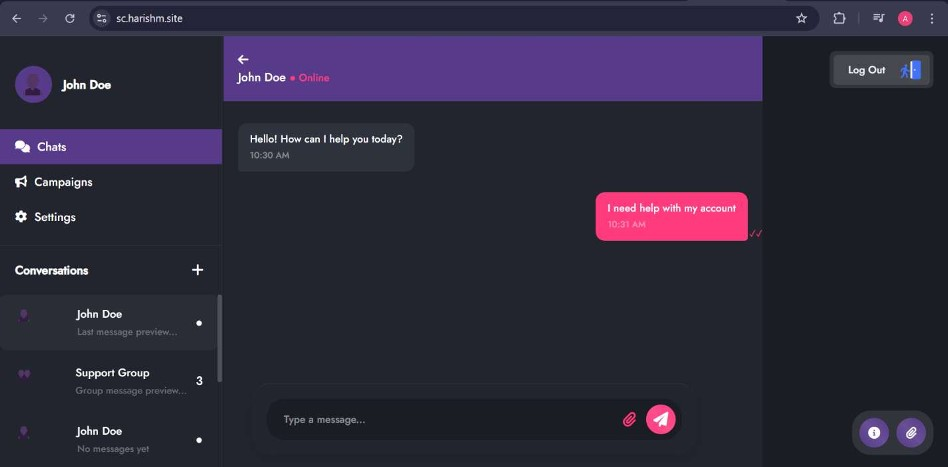 sc.harishm.site
A
John Doe
Chats
Campaigns
Settings
Conversations
John Doe
Last message preview...
Support Group
Group message preview...
3
John Doe
No messages yet
John Doe • Online
Hello! How can I help you today?
10:30 AM
I need help with my account
10:31 AM
Type a message...
Log Out